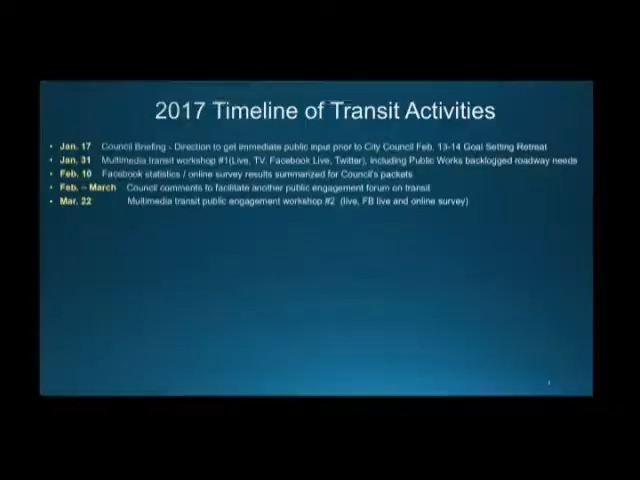 2017 Timeline of Transit Activities
• Jan. 17 Council Briefing - Direction to get immediate public input prior to City Council Feb. 13-14 Goal Setting Retreat
• Jan. 31 Multimedia transit workshop #1(Live, TV, Facebook Live, Twitter), including Public Works backlogged roadway needs
• Feb. 10 Facebook statistics / online survey results summarized for Council's packets
• Feb. – March Council comments to facilitate another public engagement forum on transit
• Mar. 22 Multimedia transit public engagement workshop #2 (live, FB live and online survey)